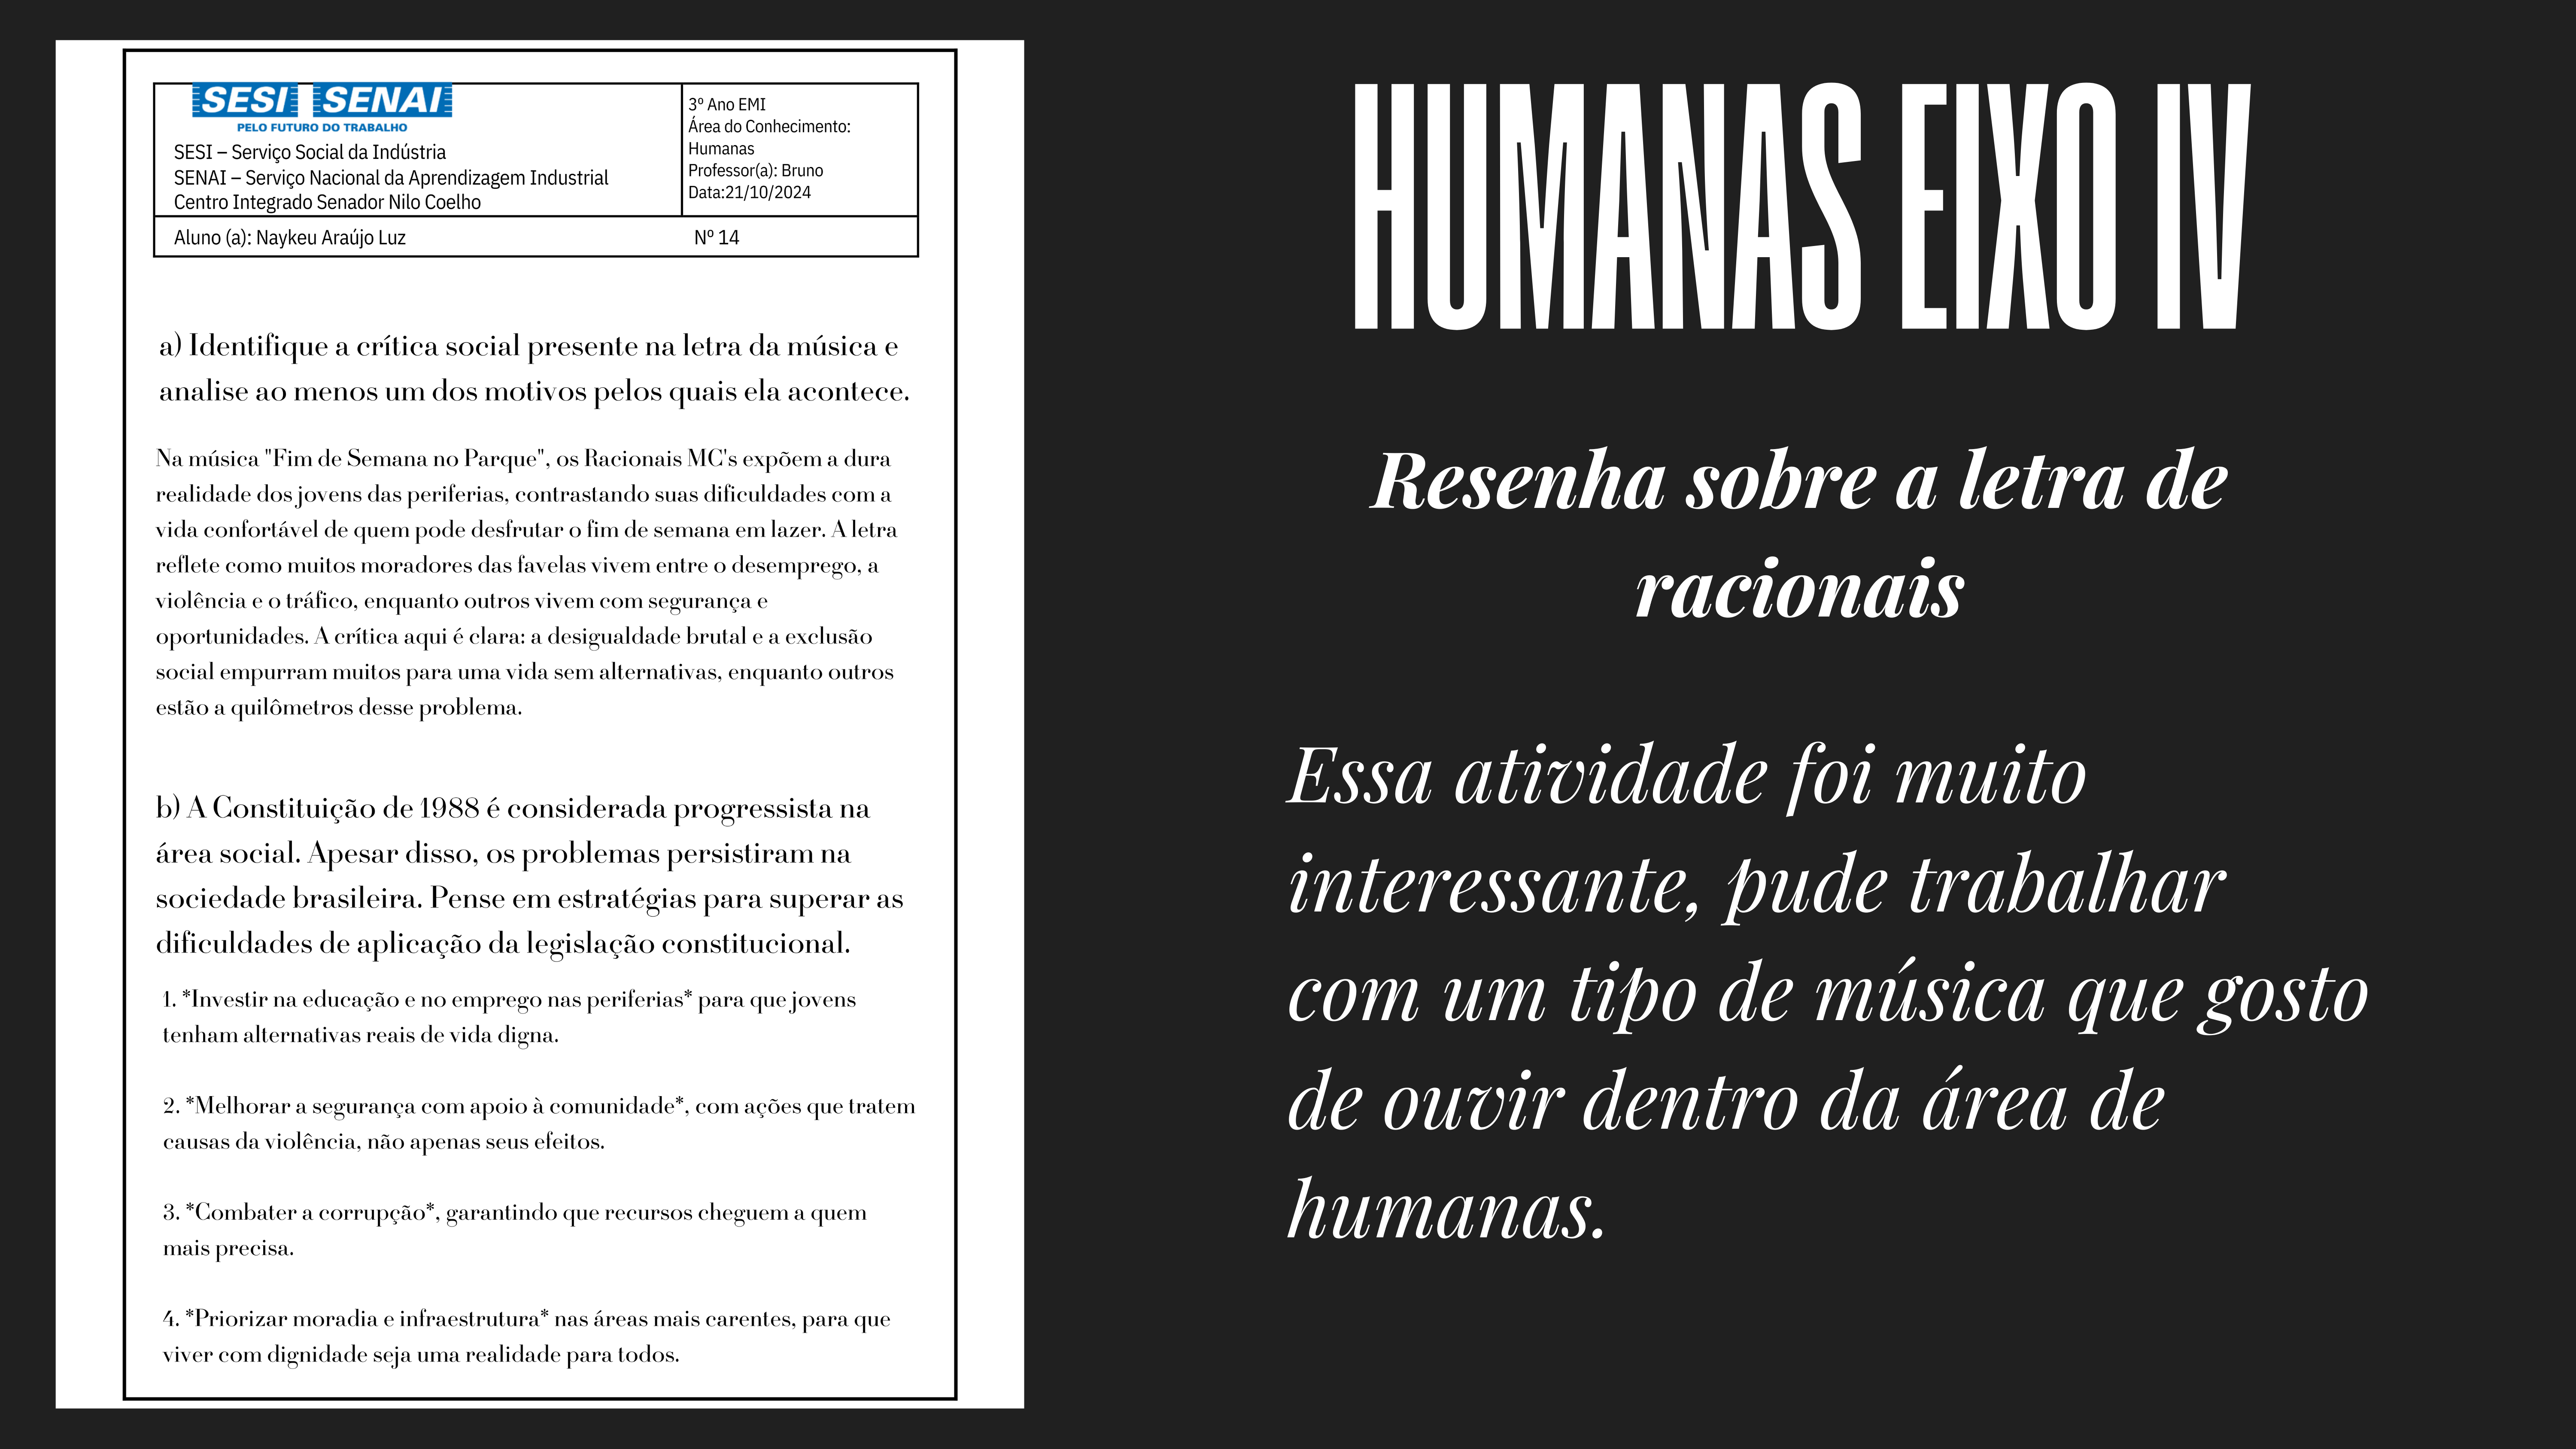 SESI SENAI
PELO FUTURO DO TRABALHO
SESI – Serviço Social da Indústria
SENAI – Serviço Nacional da Aprendizagem Industrial
Centro Integrado Senador Nilo Coelho
3º Ano EMI
Área do Conhecimento:
Humanas
Professor(a): Bruno
Data:21/10/2024
Aluno (a): Naykeu Araújo Luz
Nº 14
a) Identifique a crítica social presente na letra da música e
analise ao menos um dos motivos pelos quais ela acontece.
Na música "Fim de Semana no Parque", os Racionais MC's expõem a dura
realidade dos jovens das periferias, contrastando suas dificuldades com a
vida confortável de quem pode desfrutar o fim de semana em lazer. A letra
reflete como muitos moradores das favelas vivem entre o desemprego, a
violência e o tráfico, enquanto outros vivem com segurança e
oportunidades. A crítica aqui é clara: a desigualdade brutal e a exclusão
social empurram muitos para uma vida sem alternativas, enquanto outros
estão a quilômetros desse problema.
b) A Constituição de 1988 é considerada progressista na
área social. Apesar disso, os problemas persistiram na
sociedade brasileira. Pense em estratégias para superar as
dificuldades de aplicação da legislação constitucional.
1. *Investir na educação e no emprego nas periferias* para que jovens
tenham alternativas reais de vida digna.
2. *Melhorar a segurança com apoio à comunidade*, com ações que tratem
causas da violência, não apenas seus efeitos.
3. *Combater a corrupção*, garantindo que recursos cheguem a quem
mais precisa.
4. *Priorizar moradia e infraestrutura* nas áreas mais carentes, para que
viver com dignidade seja uma realidade para todos.
HUMANAS EIXO IV
Resenha sobre a letra de
racionais
Essa atividade foi muito
interessante, pude trabalhar
com um tipo de música que gosto
de ouvir dentro da área de
humanas.